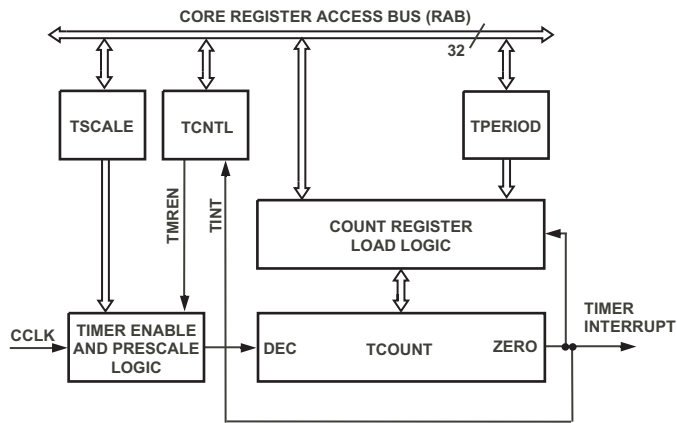 CORE REGISTER ACCESS BUS (RAB)
32
TSCALE
TCNTL
TPERIOD
TMREN
TINT
COUNT REGISTER
LOAD LOGIC
CCLK
TIMER ENABLE
AND PRESCALE
LOGIC
DEC
TCOUNT
ZERO
TIMER
INTERRUPT